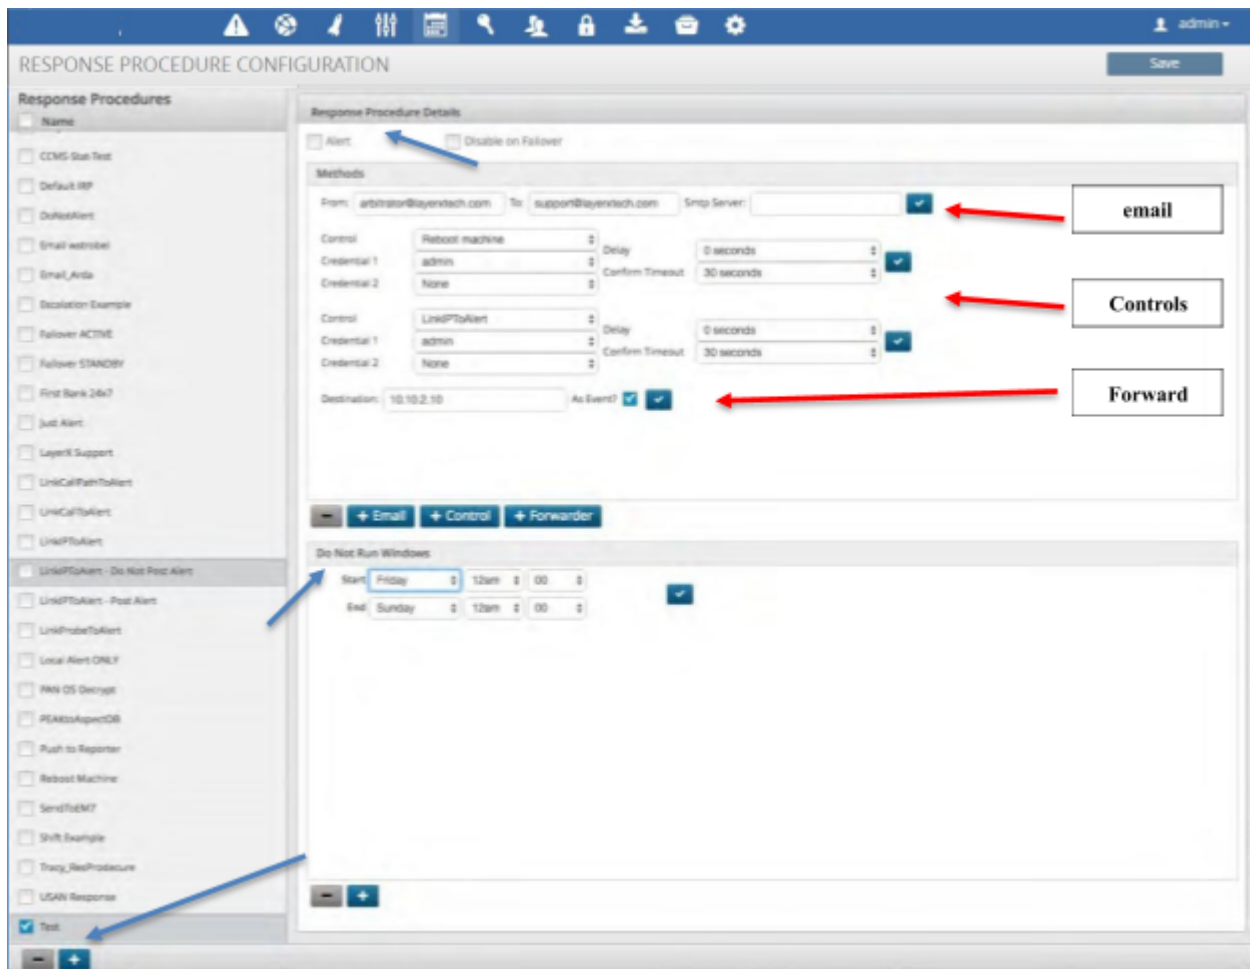 admin
RESPONSE PROCEDURE CONFIGURATION
Save
Response Procedures
Name
CCMS Stat Test
Default IRP
DoNotAlert
Email watrobel
Email_Arda
Escalation Example
Failover ACTIVE
Failover STANDBY
First Bank 24x7
Just Alert
LayerX Support
LinkCallPathToAlert
LinkCallToAlert
LinkIPToAlert
LinkIPToAlert - Do Not Post Alert
LinkIPToAlert - Post Alert
LinkProbeToAlert
Local Alert ONLY
PAN OS Decrypt
PEAKtoAspectDB
Push to Reporter
Reboot Machine
SendToEM7
Shift Example
Tracy_ResProdecure
USAN Response
Test
Response Procedure Details
Alert Disable on Failover
Methods
From: arbitrator@layerxtech.com To: support@layerxtech.com Smtp Server:
email
Control Reboot machine
Delay 0 seconds
Credential 1 admin
Confirm Timeout 30 seconds
Credential 2 None
Controls
Control LinkIPToAlert
Delay 0 seconds
Credential 1 admin
Confirm Timeout 30 seconds
Credential 2 None
Destination: 10.10.2.10 As Event?
Forward
+ Email + Control + Forwarder
Do Not Run Windows
Start Friday 12am 00
End Sunday 12am 00